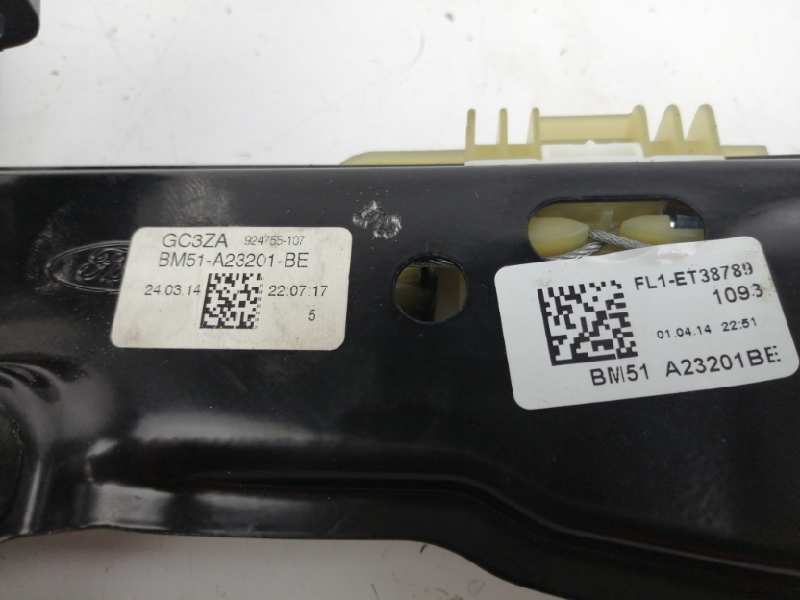 GC3ZA 924755-107
BM51-A23201-BE
24.03.14 22:07:17
5
FL1-ET38789
1093
01.04.14 22:51
BM51 A23201BE